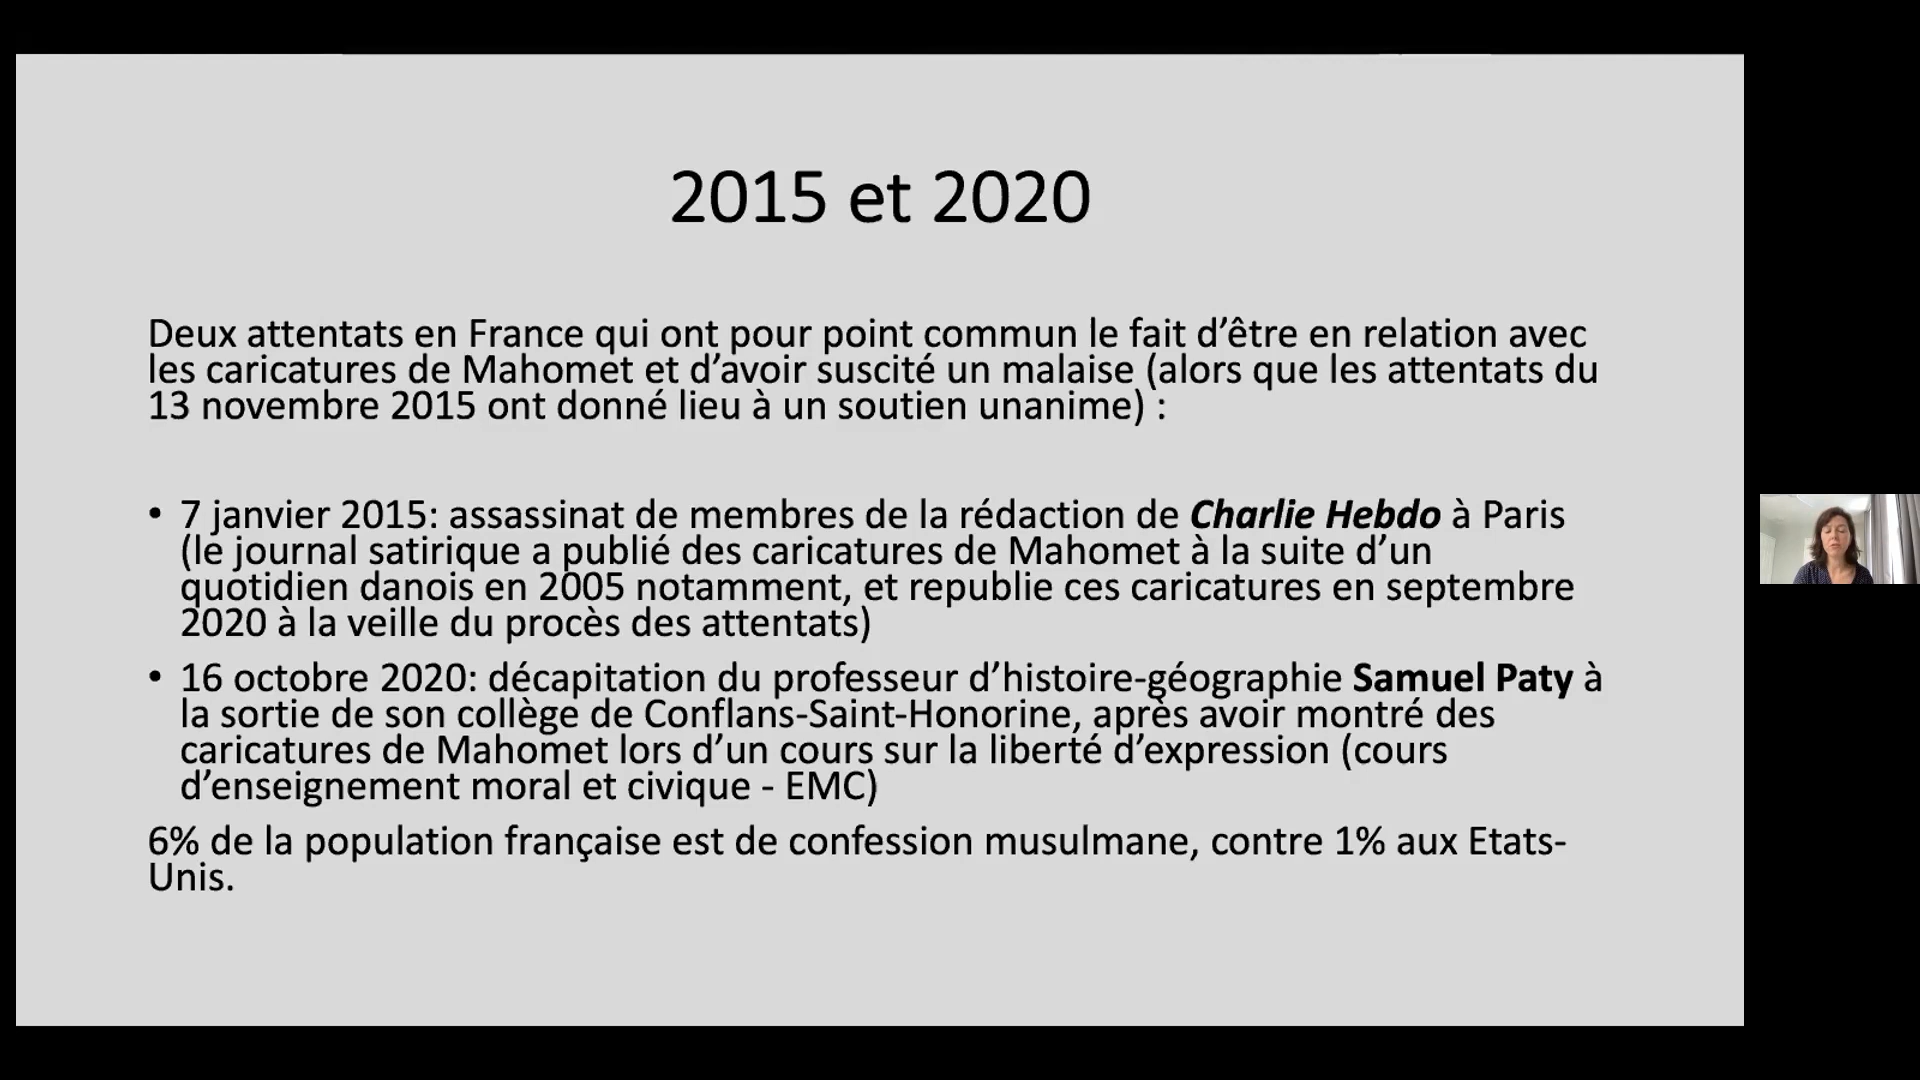 2015 et 2020
Deux attentats en France qui ont pour point commun le fait d’être en relation avec
les caricatures de Mahomet et d’avoir suscité un malaise (alors que les attentats du
13 novembre 2015 ont donné lieu à un soutien unanime) :
• 7 janvier 2015: assassinat de membres de la rédaction de Charlie Hebdo à Paris
(le journal satirique a publié des caricatures de Mahomet à la suite d’un
quotidien danois en 2005 notamment, et republie ces caricatures en septembre
2020 à la veille du procès des attentats)
• 16 octobre 2020: décapitation du professeur d’histoire-géographie Samuel Paty à
la sortie de son collège de Conflans-Saint-Honorine, après avoir montré des
caricatures de Mahomet lors d’un cours sur la liberté d’expression (cours
d’enseignement moral et civique - EMC)
6% de la population française est de confession musulmane, contre 1% aux Etats-
Unis.